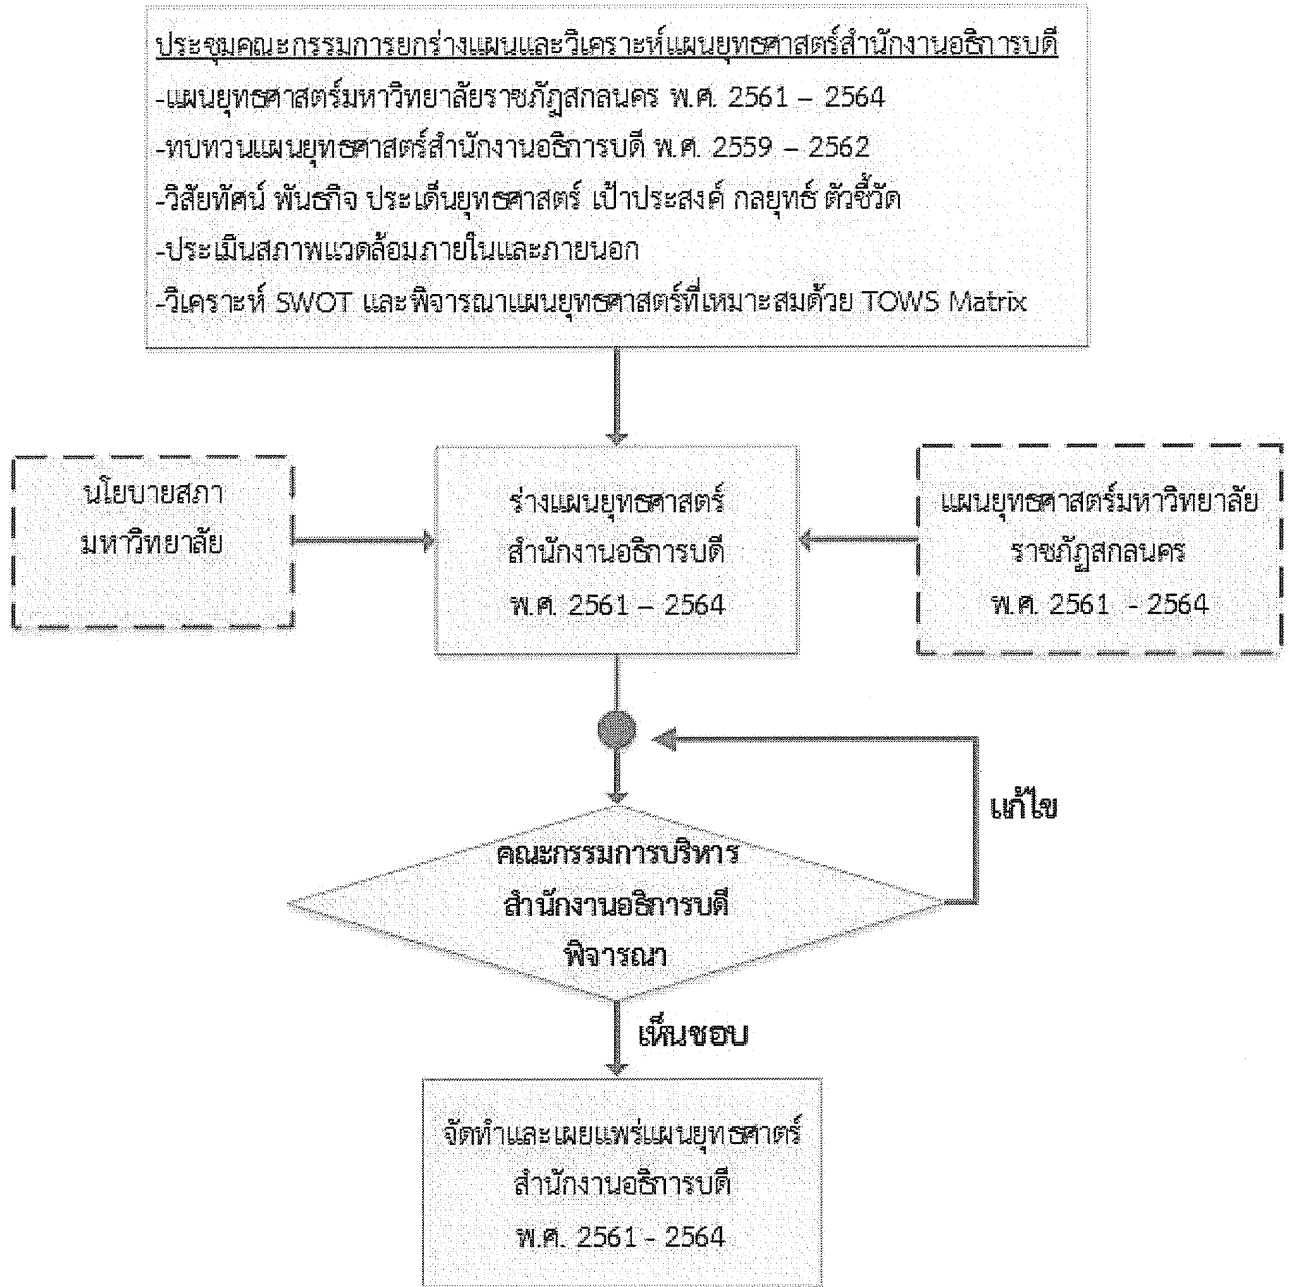 ประชุมคณะกรรมการยกร่างแผนและวิเคราะห์แผนยุทธศาสตร์สำนักงานอธิการบดี
-แผนยุทธศาสตร์มหาวิทยาลัยราชภัฏสกลนคร พ.ศ. 2561 – 2564
-ทบทวนแผนยุทธศาสตร์สำนักงานอธิการบดี พ.ศ. 2559 – 2562
-วิสัยทัศน์ พันธกิจ ประเด็นยุทธศาสตร์ เป้าประสงค์ กลยุทธ์ ตัวชี้วัด
-ประเมินสภาพแวดล้อมภายในและภายนอก
-วิเคราะห์ SWOT และพิจารณาแผนยุทธศาสตร์ที่เหมาะสมด้วย TOWS Matrix
นโยบายสภา
มหาวิทยาลัย
ร่างแผนยุทธศาสตร์
สำนักงานอธิการบดี
พ.ศ. 2561 – 2564
แผนยุทธศาสตร์มหาวิทยาลัย
ราชภัฏสกลนคร
พ.ศ. 2561 - 2564
แก้ไข
คณะกรรมการบริหาร
สำนักงานอธิการบดี
พิจารณา
เห็นชอบ
จัดทำและเผยแพร่แผนยุทธศาตร์
สำนักงานอธิการบดี
พ.ศ. 2561 - 2564